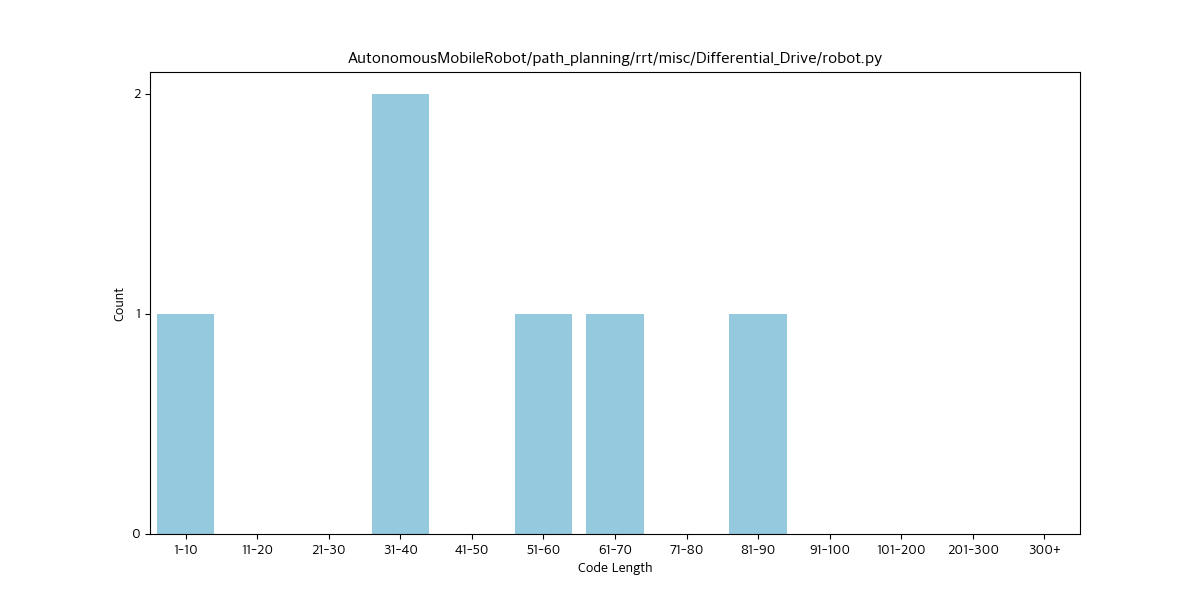 AutonomousMobileRobot/path_planning/rrt/misc/Differential_Drive/robot.py
2
1
0
Count
1-10 11-20 21-30 31-40 41-50 51-60 61-70 71-80 81-90 91-100 101-200 201-300 300+
Code Length